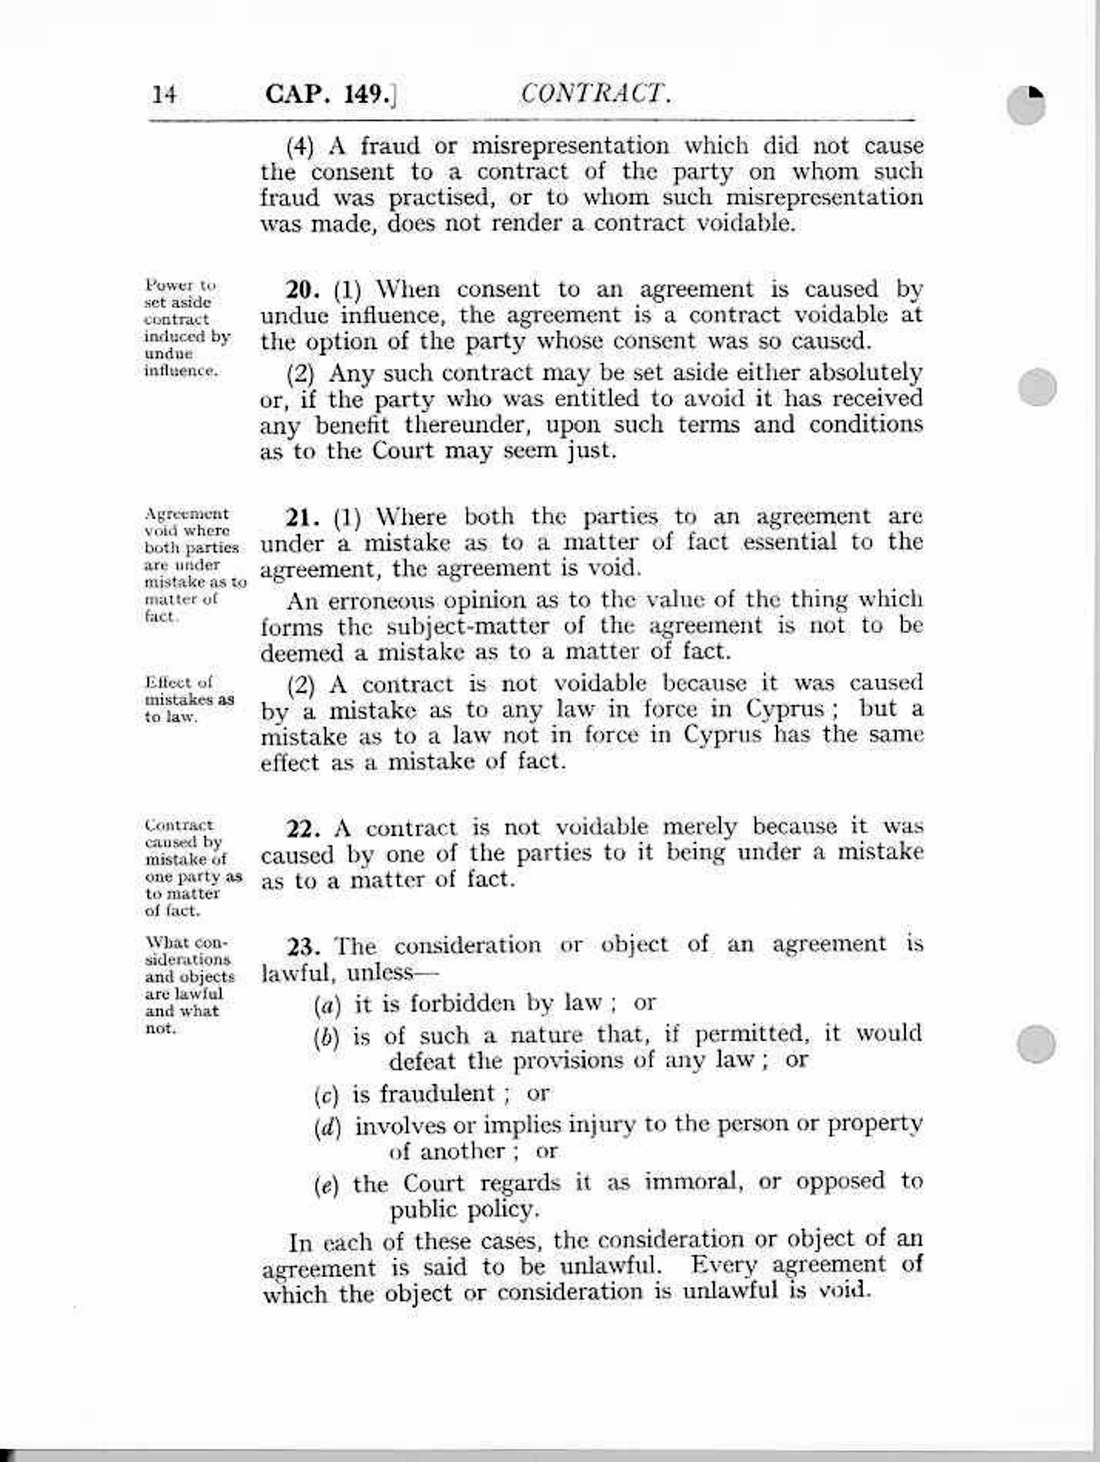 14 CAP. 149.] CONTRACT.
(4) A fraud or misrepresentation which did not cause
the consent to a contract of the party on whom such
fraud was practised, or to whom such misrepresentation
was made, does not render a contract voidable.
Power to
set aside
contract
induced by
undue
influence.
20. (1) When consent to an agreement is caused by
undue influence, the agreement is a contract voidable at
the option of the party whose consent was so caused.
(2) Any such contract may be set aside either absolutely
or, if the party who was entitled to avoid it has received
any benefit thereunder, upon such terms and conditions
as to the Court may seem just.
Agreement
void where
both parties
are under
mistake as to
matter of
fact.
21. (1) Where both the parties to an agreement are
under a mistake as to a matter of fact essential to the
agreement, the agreement is void.
An erroneous opinion as to the value of the thing which
forms the subject-matter of the agreement is not to be
deemed a mistake as to a matter of fact.
Effect of
mistakes as
to law.
(2) A contract is not voidable because it was caused
by a mistake as to any law in force in Cyprus ; but a
mistake as to a law not in force in Cyprus has the same
effect as a mistake of fact.
Contract
caused by
mistake of
one party as
to matter
of fact.
22. A contract is not voidable merely because it was
caused by one of the parties to it being under a mistake
as to a matter of fact.
What con-
siderations
and objects
are lawful
and what
not.
23. The consideration or object of an agreement is
lawful, unless—
(a) it is forbidden by law ; or
(b) is of such a nature that, if permitted, it would
defeat the provisions of any law ; or
(c) is fraudulent ; or
(d) involves or implies injury to the person or property
of another ; or
(e) the Court regards it as immoral, or opposed to
public policy.
In each of these cases, the consideration or object of an
agreement is said to be unlawful. Every agreement of
which the object or consideration is unlawful is void.